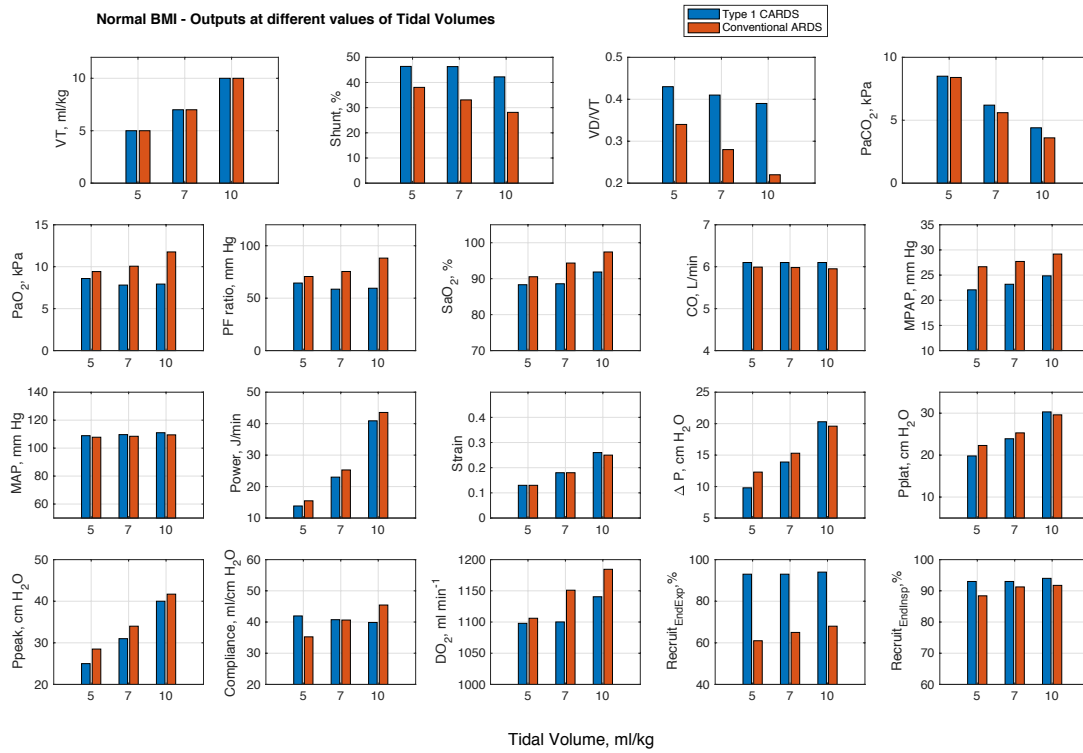 Normal BMI - Outputs at different values of Tidal Volumes
Type 1 CARDS
Conventional ARDS
VT, ml/kg
10
5
0
5 7 10
Shunt, %
50
40
30
20
10
0
5 7 10
VD/VT
0.5
0.4
0.3
0.2
5 7 10
PaCO2, kPa
10
5
0
5 7 10
PaO2, kPa
15
10
5
0
5 7 10
PF ratio, mm Hg
100
50
0
5 7 10
SaO2, %
100
90
80
70
5 7 10
CO, L/min
7
6
5
4
5 7 10
MPAP, mm Hg
35
30
25
20
15
10
5 7 10
MAP, mm Hg
140
120
100
80
60
5 7 10
Power, J/min
50
40
30
20
10
5 7 10
Strain
0.4
0.3
0.2
0.1
0
5 7 10
Δ P, cm H2O
25
20
15
10
5
5 7 10
Pplat, cm H2O
30
20
10
5 7 10
Ppeak, cm H2O
50
40
30
20
5 7 10
Compliance, ml/cm H2O
60
50
40
30
20
5 7 10
DO2, ml min-1
1200
1150
1100
1050
1000
5 7 10
RecruitEndExp,%
100
80
60
40
5 7 10
RecruitEndInsp,%
100
90
80
70
60
5 7 10
Tidal Volume, ml/kg